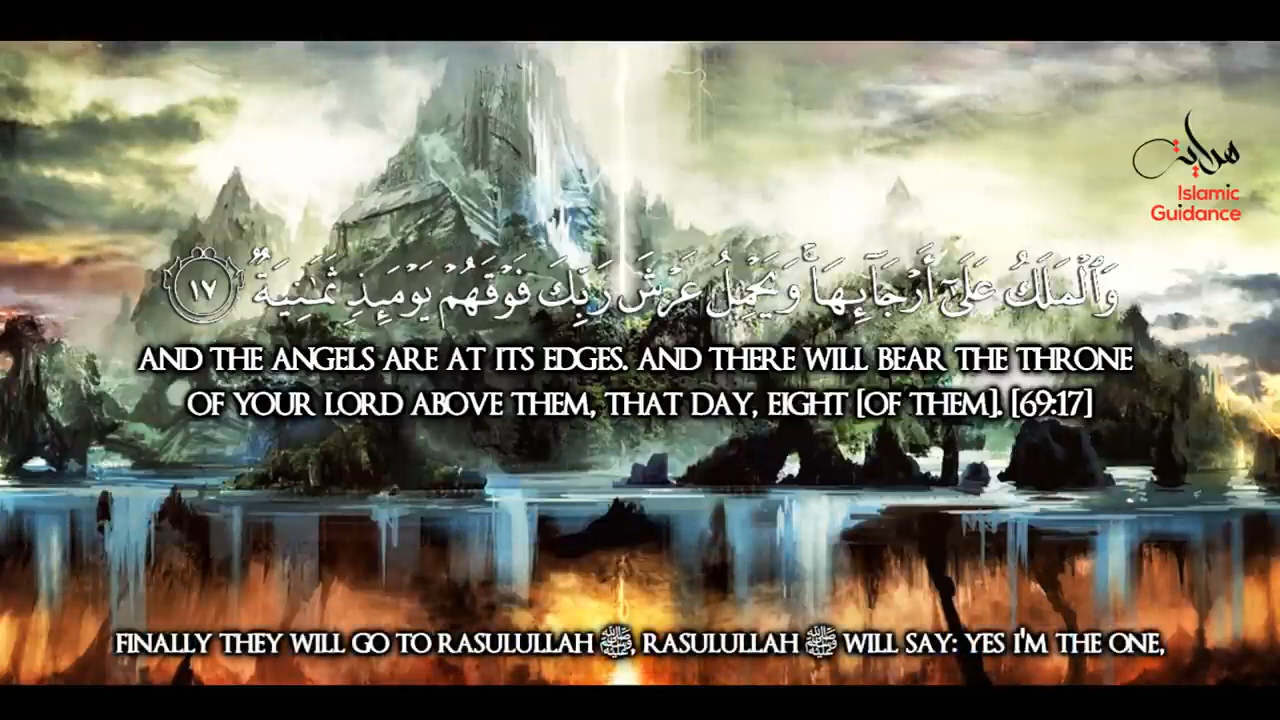 هداية
Islamic
Guidance
وَٱلْمَلَكُ عَلَىٰٓ أَرْجَآئِهَا ۚ وَيَحْمِلُ عَرْشَ رَبِّكَ فَوْقَهُمْ يَوْمَئِذٍ ثَمَٰنِيَةٌ ١٧
AND THE ANGELS ARE AT ITS EDGES. AND THERE WILL BEAR THE THRONE
OF YOUR LORD ABOVE THEM, THAT DAY, EIGHT [OF THEM]. [69:17]
FINALLY THEY WILL GO TO RASULULLAH ﷺ, RASULULLAH ﷺ WILL SAY: YES I'M THE ONE,